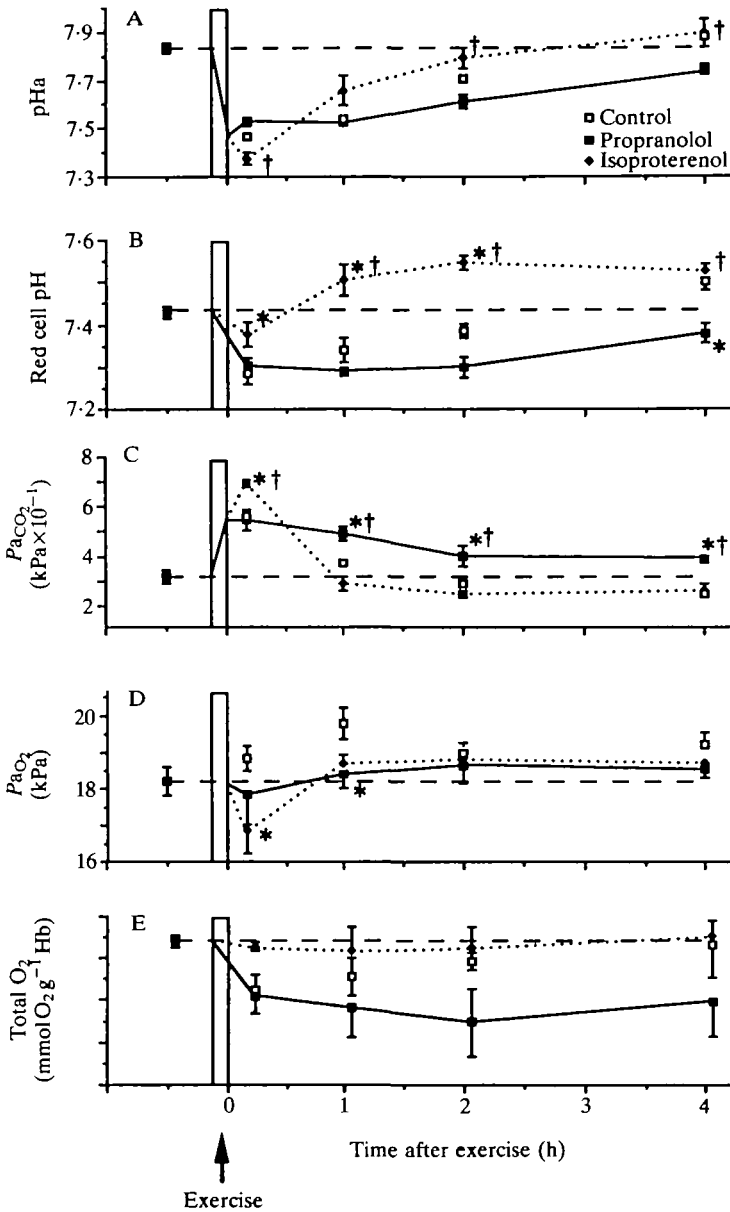 A
7·9
7·7
7·5
7·3
pHa
†
†
†
Control
Propranolol
Isoproterenol
B
7·6
7·4
7·2
Red cell pH
*
*†
*†
†
*
C
8
6
4
2
PaCO2
(kPa×10⁻¹)
*†
*†
*†
*†
D
20
18
16
PaO2
(kPa)
*
*
E
Total O2
(mmol O2 g⁻¹ Hb)
0
1
2
3
4
Time after exercise (h)
Exercise